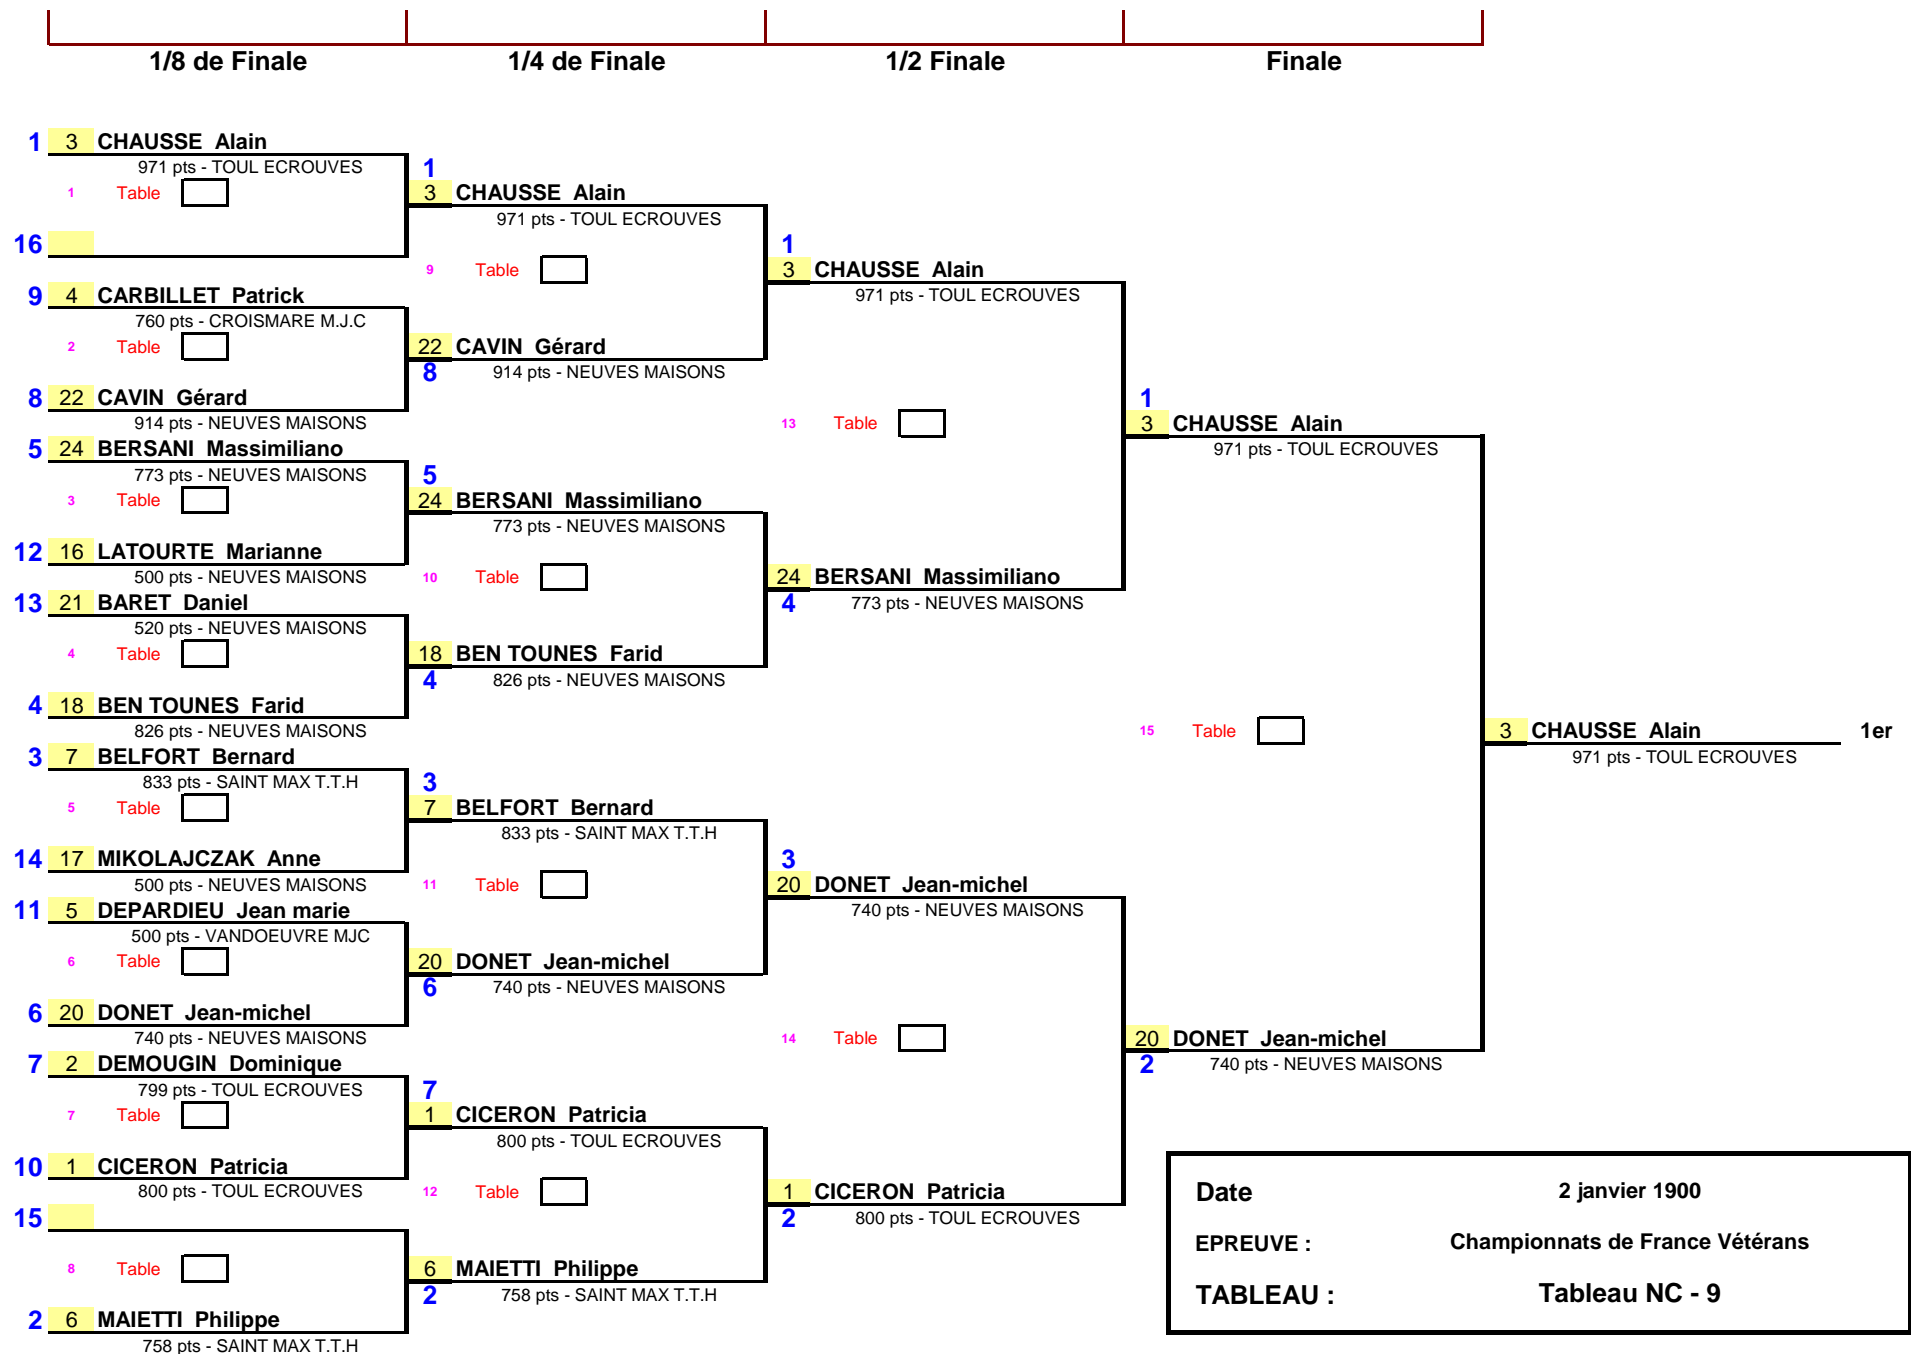 1/8 de Finale 1/4 de Finale 1/2 Finale Finale
1 3 CHAUSSE Alain
971 pts - TOUL ECROUVES
1 Table
16
9 4 CARBILLET Patrick
760 pts - CROISMARE M.J.C
2 Table
8 22 CAVIN Gérard
914 pts - NEUVES MAISONS
5 24 BERSANI Massimiliano
773 pts - NEUVES MAISONS
3 Table
12 16 LATOURTE Marianne
500 pts - NEUVES MAISONS
13 21 BARET Daniel
520 pts - NEUVES MAISONS
4 Table
4 18 BEN TOUNES Farid
826 pts - NEUVES MAISONS
3 7 BELFORT Bernard
833 pts - SAINT MAX T.T.H
5 Table
14 17 MIKOLAJCZAK Anne
500 pts - NEUVES MAISONS
11 5 DEPARDIEU Jean marie
500 pts - VANDOEUVRE MJC
6 Table
6 20 DONET Jean-michel
740 pts - NEUVES MAISONS
7 2 DEMOUGIN Dominique
799 pts - TOUL ECROUVES
7 Table
10 1 CICERON Patricia
800 pts - TOUL ECROUVES
15
8 Table
2 6 MAIETTI Philippe
758 pts - SAINT MAX T.T.H
1
3 CHAUSSE Alain
971 pts - TOUL ECROUVES
9 Table
22 CAVIN Gérard
8 914 pts - NEUVES MAISONS
5
24 BERSANI Massimiliano
773 pts - NEUVES MAISONS
10 Table
18 BEN TOUNES Farid
4 826 pts - NEUVES MAISONS
3
7 BELFORT Bernard
833 pts - SAINT MAX T.T.H
11 Table
20 DONET Jean-michel
6 740 pts - NEUVES MAISONS
7
1 CICERON Patricia
800 pts - TOUL ECROUVES
12 Table
6 MAIETTI Philippe
2 758 pts - SAINT MAX T.T.H
1
3 CHAUSSE Alain
971 pts - TOUL ECROUVES
13 Table
24 BERSANI Massimiliano
4 773 pts - NEUVES MAISONS
3
20 DONET Jean-michel
740 pts - NEUVES MAISONS
14 Table
1 CICERON Patricia
2 800 pts - TOUL ECROUVES
1
3 CHAUSSE Alain
971 pts - TOUL ECROUVES
15 Table
20 DONET Jean-michel
2 740 pts - NEUVES MAISONS
3 CHAUSSE Alain 1er
971 pts - TOUL ECROUVES
Date 2 janvier 1900
EPREUVE : Championnats de France Vétérans
TABLEAU : Tableau NC - 9